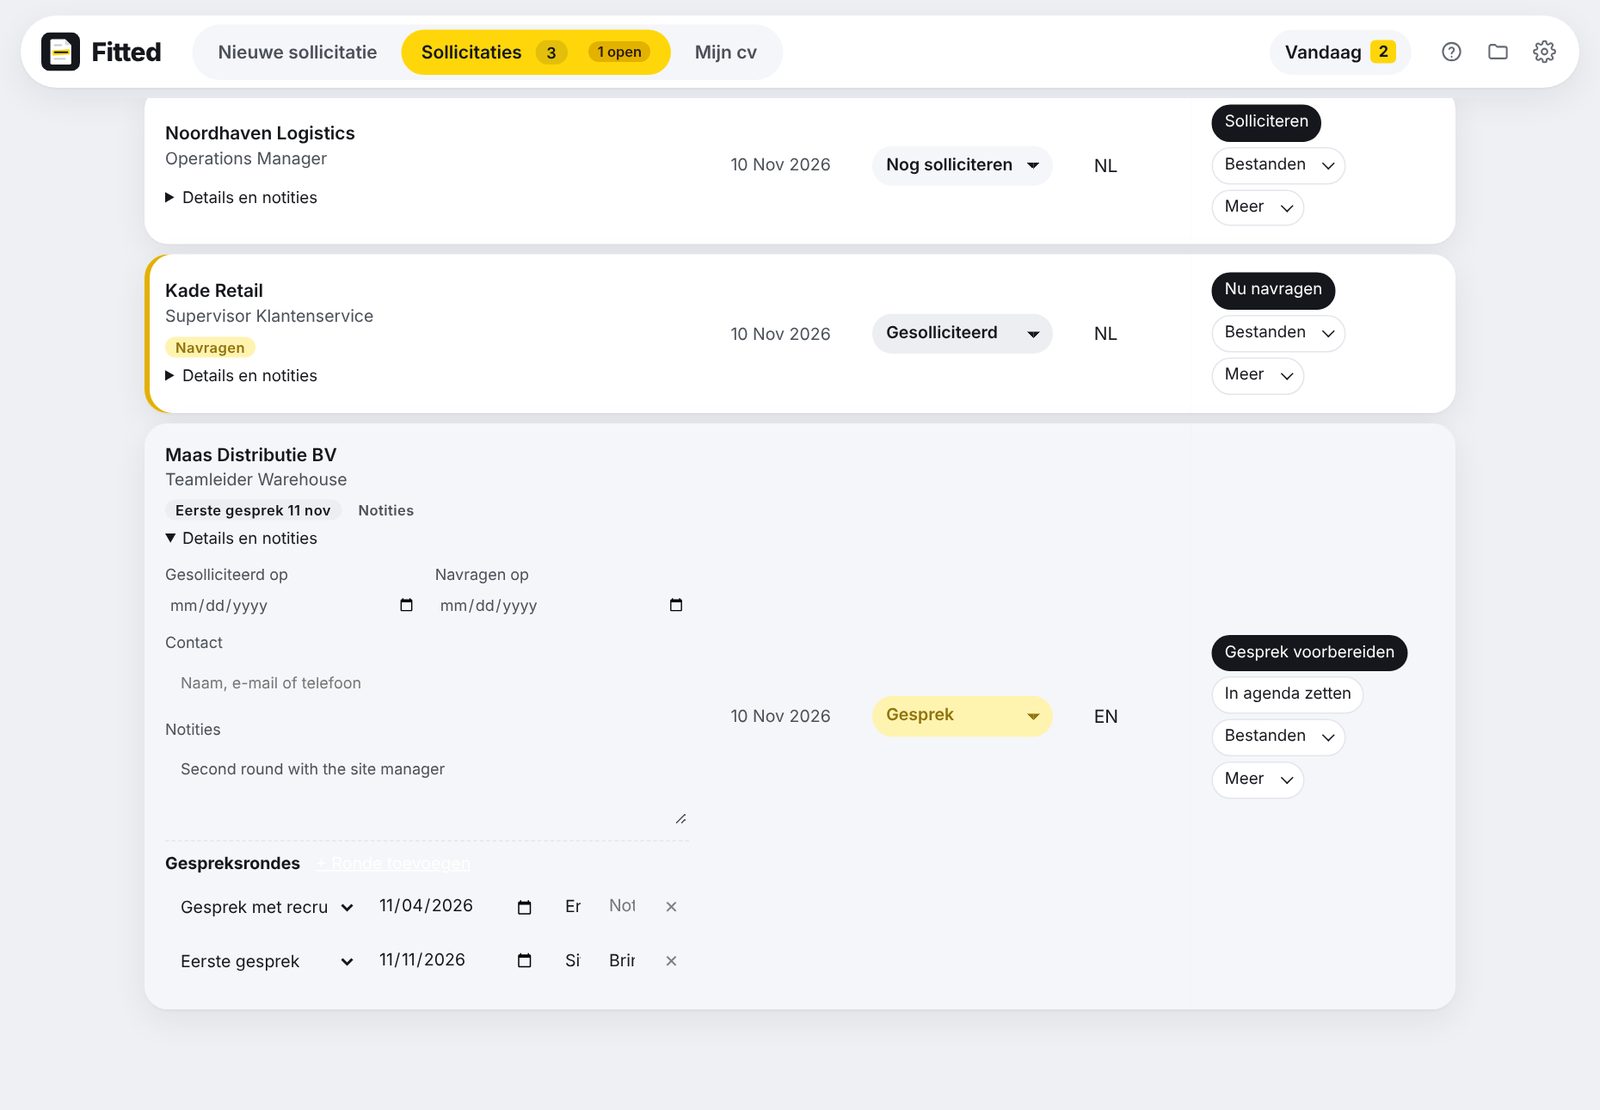 Fitted
Nieuwe sollicitatie
Sollicitaties 3 1 open
Mijn cv
Vandaag 2
Noordhaven Logistics
Operations Manager
Details en notities
10 Nov 2026
Nog solliciteren
NL
Solliciteren
Bestanden
Meer
Kade Retail
Supervisor Klantenservice
Navragen
Details en notities
10 Nov 2026
Gesolliciteerd
NL
Nu navragen
Bestanden
Meer
Maas Distributie BV
Teamleider Warehouse
Eerste gesprek 11 nov Notities
Details en notities
Gesolliciteerd op Navragen op
mm/dd/yyyy mm/dd/yyyy
Contact
Naam, e-mail of telefoon
Notities
Second round with the site manager
10 Nov 2026
Gesprek
EN
Gesprek voorbereiden
In agenda zetten
Bestanden
Meer
Gespreksrondes + Ronde toevoegen
Gesprek met recru 11/04/2026 Er Not ×
Eerste gesprek 11/11/2026 Si Brin ×